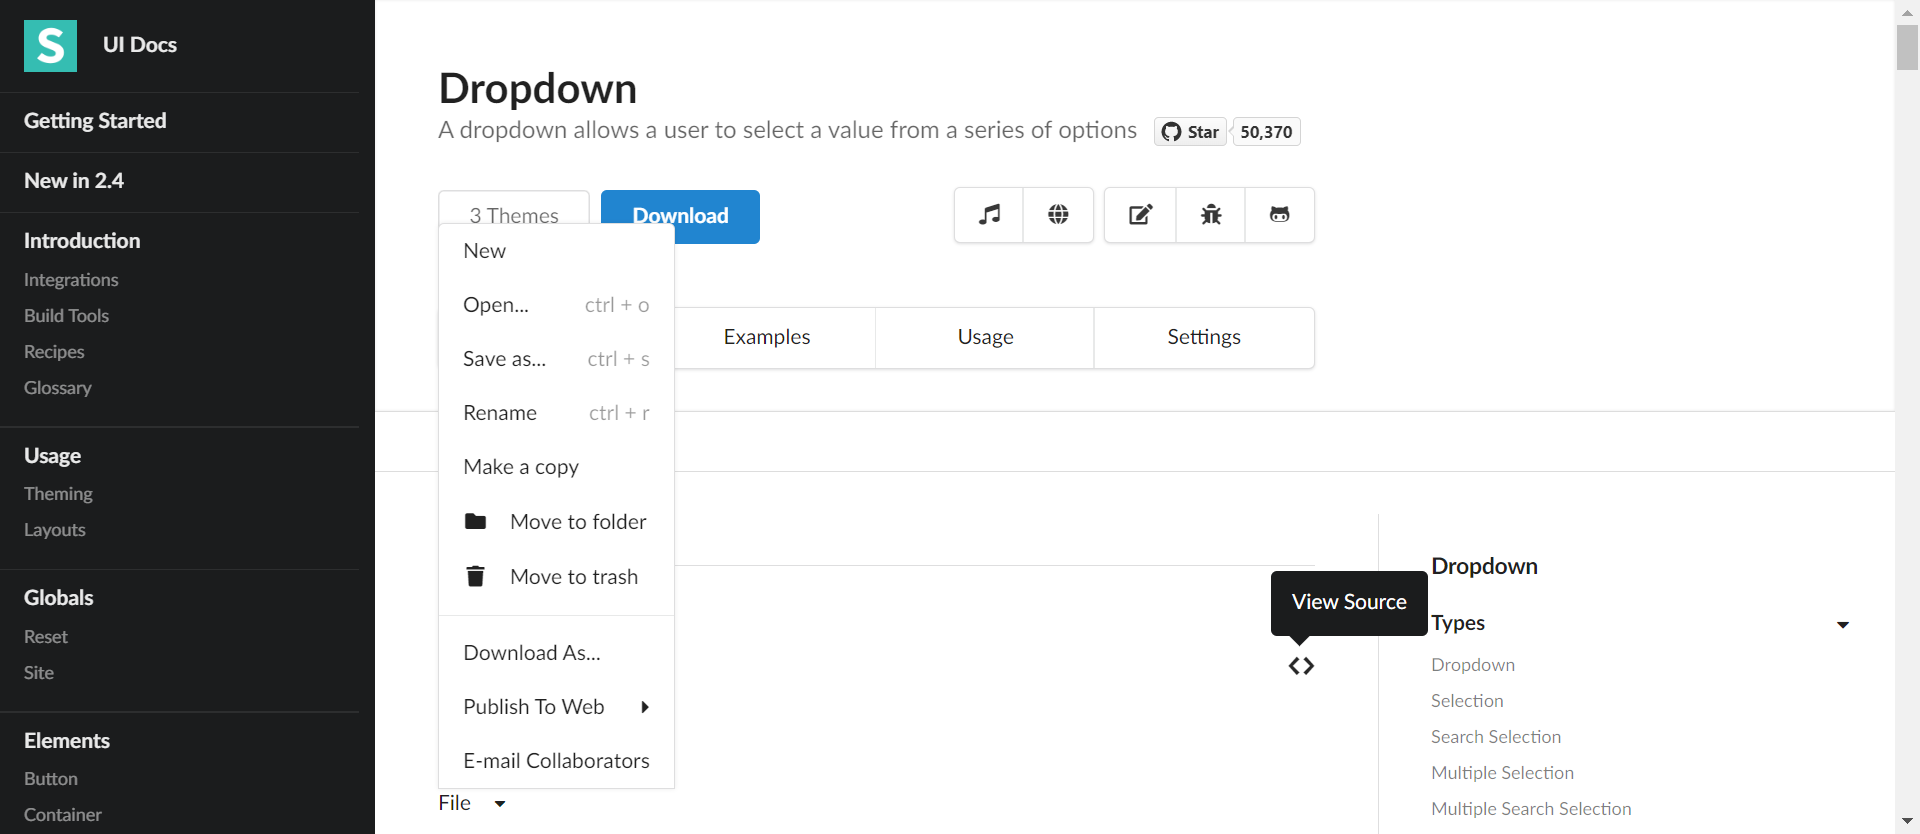 S UI Docs
Getting Started
New in 2.4
Introduction
Integrations
Build Tools
Recipes
Glossary
Usage
Theming
Layouts
Globals
Reset
Site
Elements
Button
Container
Dropdown
A dropdown allows a user to select a value from a series of options Star 50,370
3 Themes Download
New
Open... ctrl + o
Save as... ctrl + s
Rename ctrl + r
Make a copy
Move to folder
Move to trash
Download As...
Publish To Web
E-mail Collaborators
File
Examples Usage Settings
View Source
Dropdown
Types
Dropdown
Selection
Search Selection
Multiple Selection
Multiple Search Selection